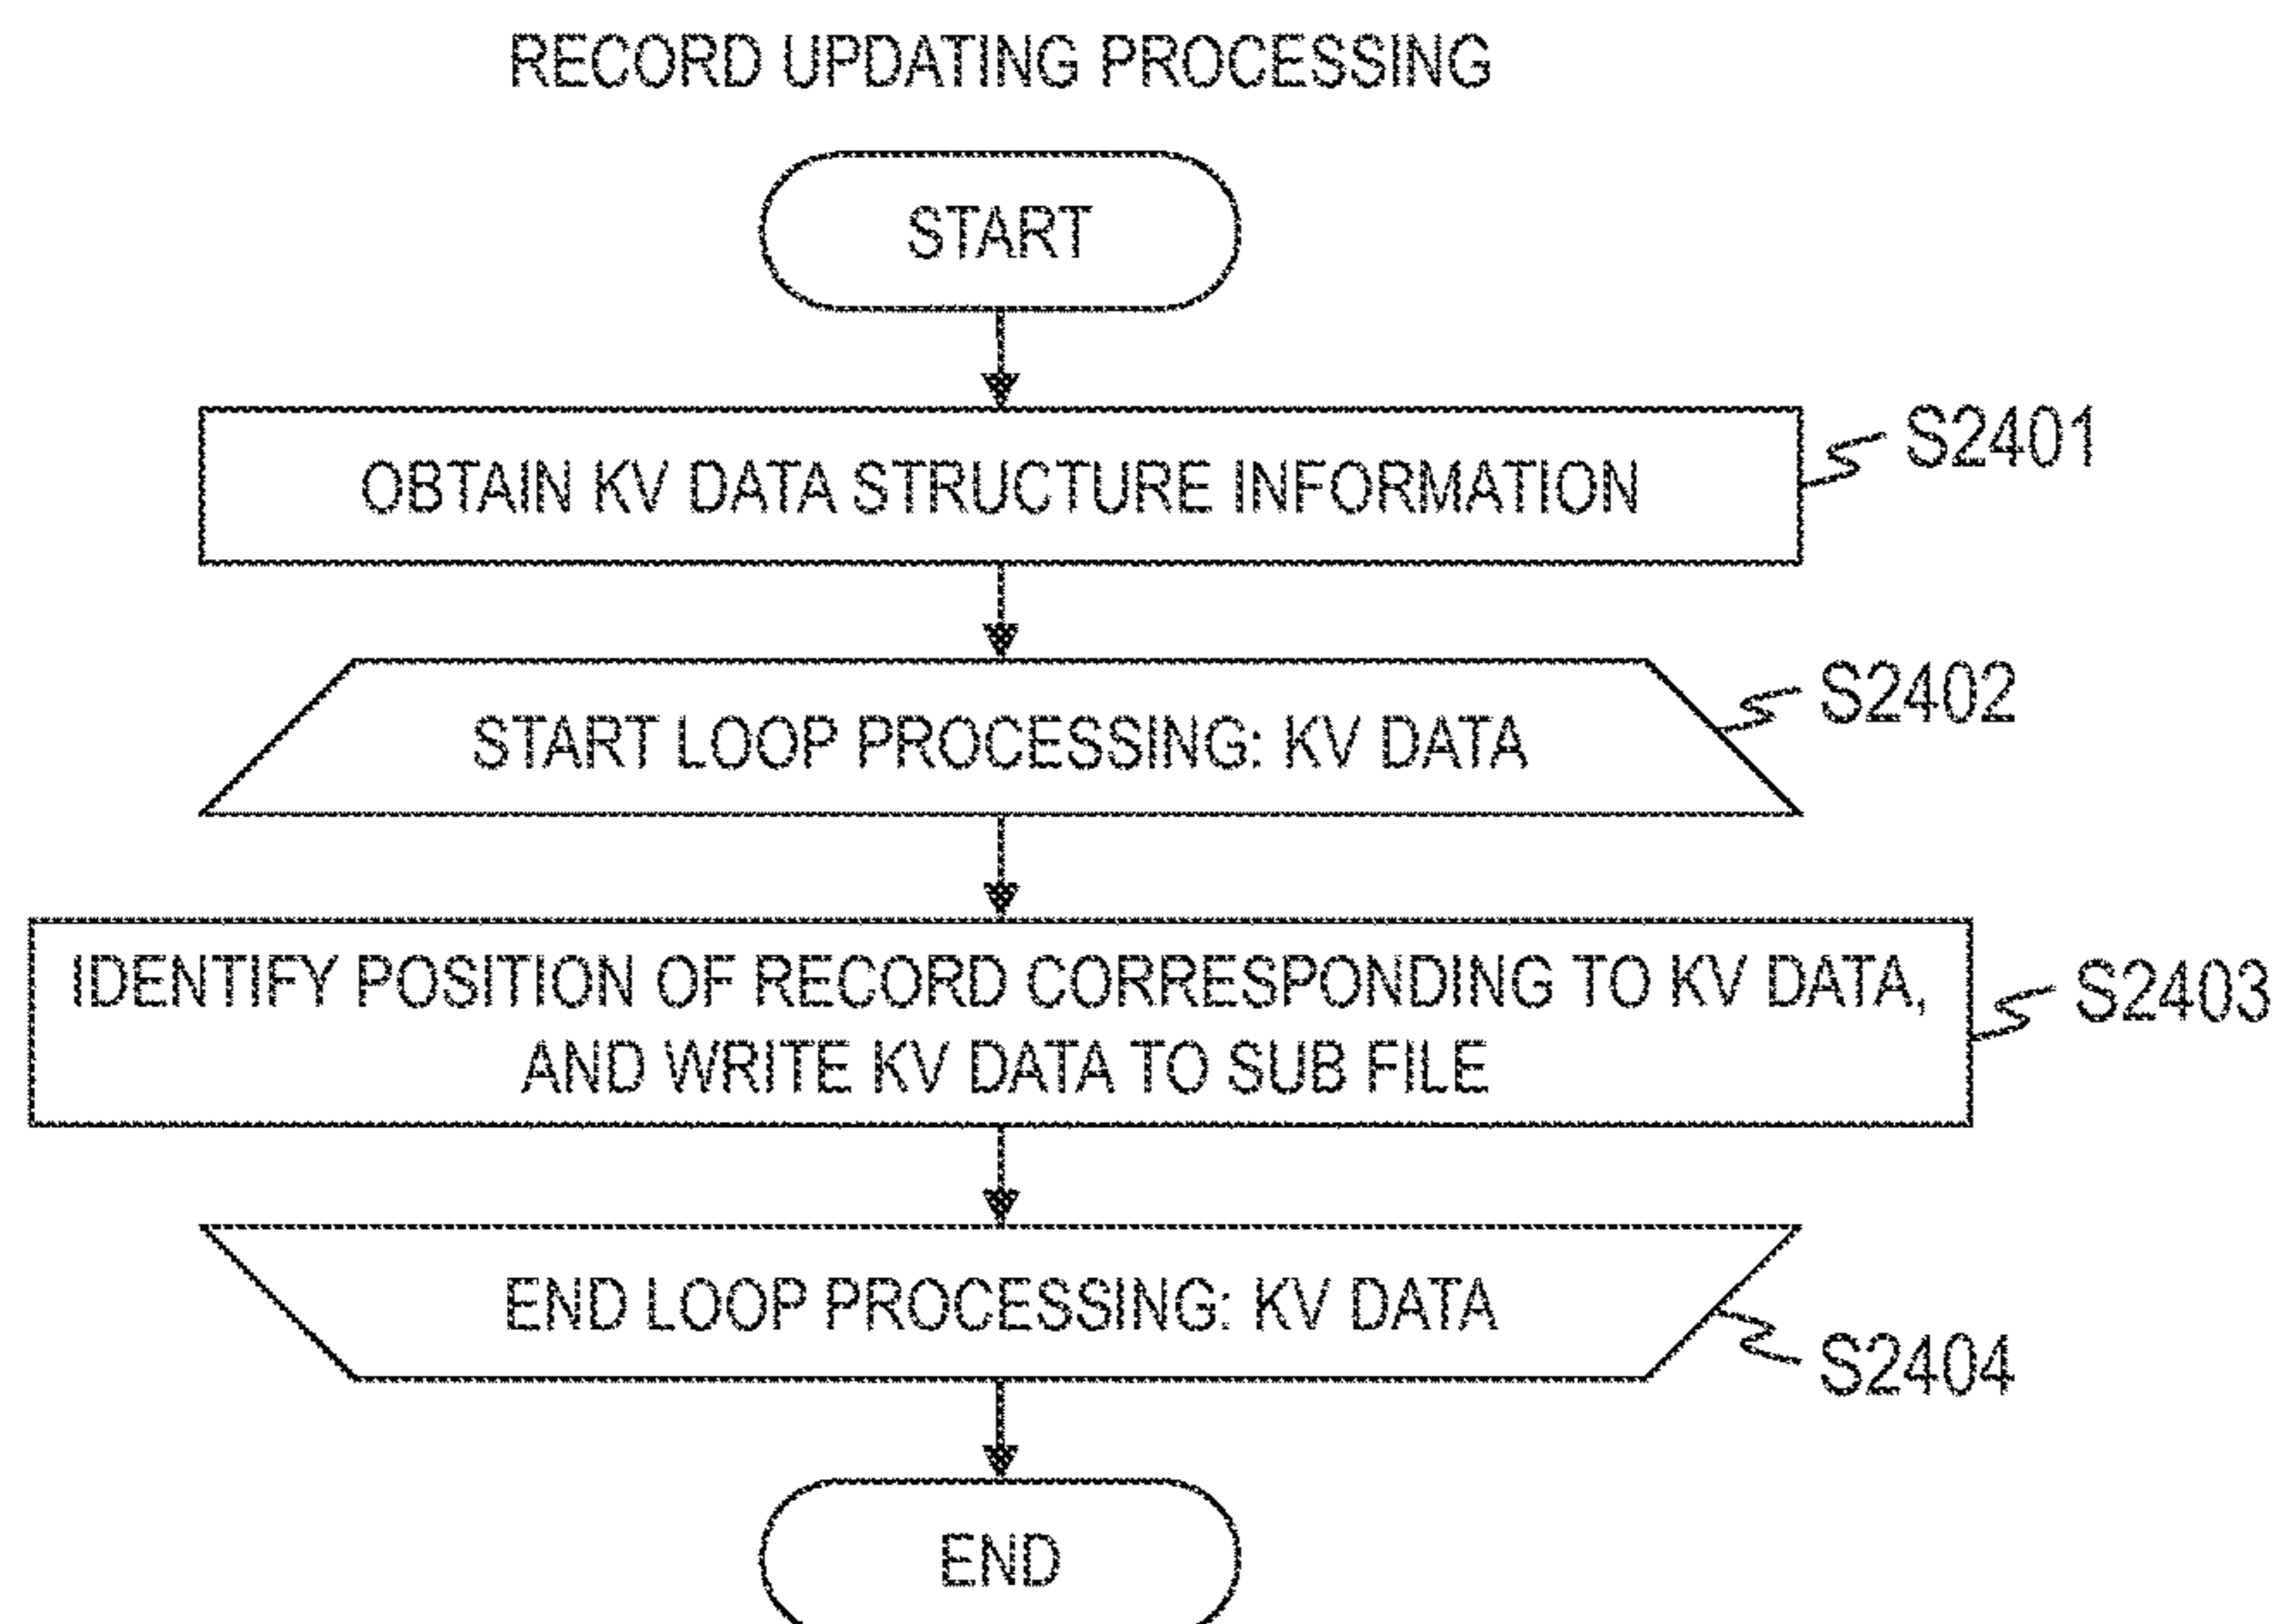 RECORD UPDATING PROCESSING
START
OBTAIN KV DATA STRUCTURE INFORMATION
S2401
START LOOP PROCESSING: KV DATA
S2402
IDENTIFY POSITION OF RECORD CORRESPONDING TO KV DATA,
AND WRITE KV DATA TO SUB FILE
S2403
END LOOP PROCESSING: KV DATA
S2404
END